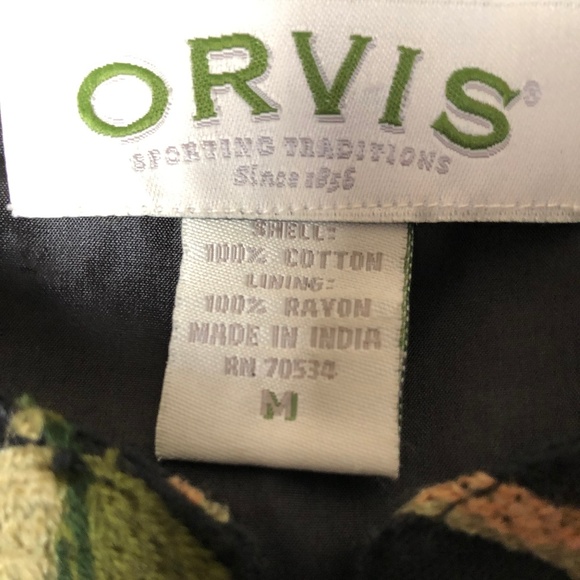 ORVIS®
SPORTING TRADITIONS
Since 1856
SHELL:
100% COTTON
LINING:
100% RAYON
MADE IN INDIA
RN 70534
M